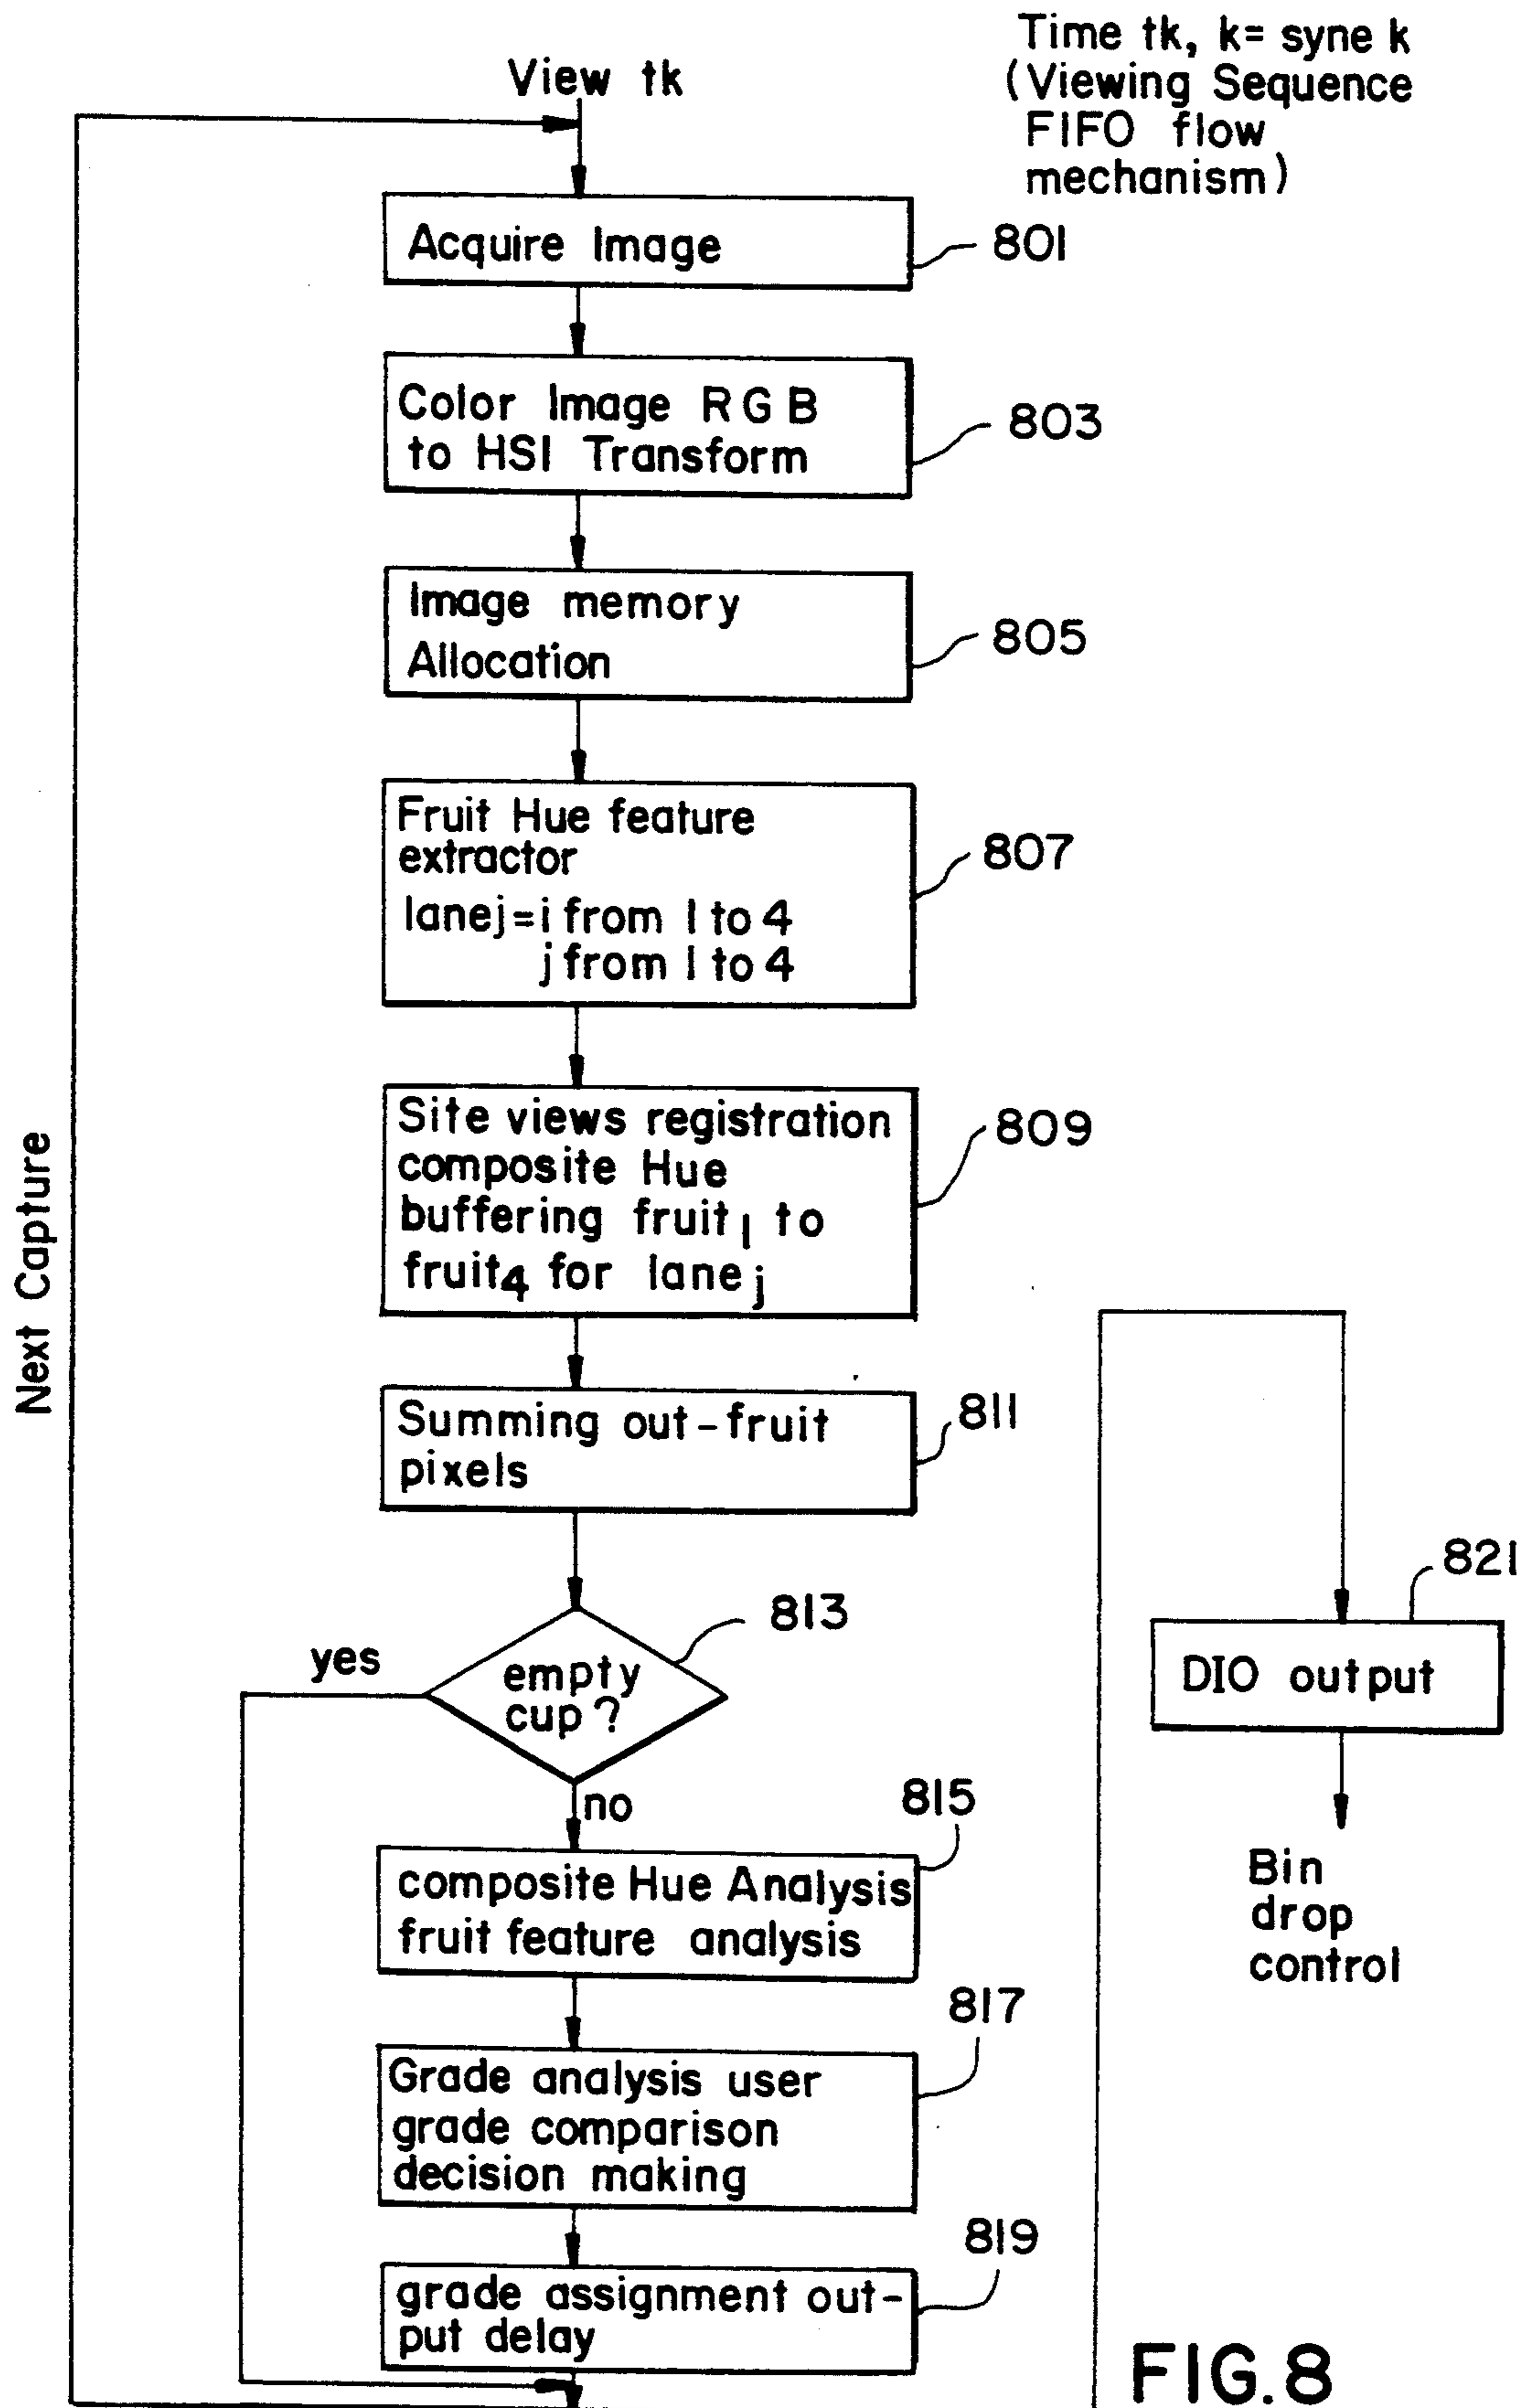 Time tk, k= syne k
(Viewing Sequence
FIFO flow
mechanism)
View tk
Acquire Image
801
Color Image RGB
to HSI Transform
803
Image memory
Allocation
805
Fruit Hue feature
extractor
lanej=i from 1 to 4
j from 1 to 4
807
Site views registration
composite Hue
buffering fruit1 to
fruit4 for lane j
809
Summing out-fruit
pixels
811
empty
cup?
813
yes
no
composite Hue Analysis
fruit feature analysis
815
Grade analysis user
grade comparison
decision making
817
grade assignment out-
put delay
819
Next Capture
821
DIO output
Bin
drop
control
FIG.8